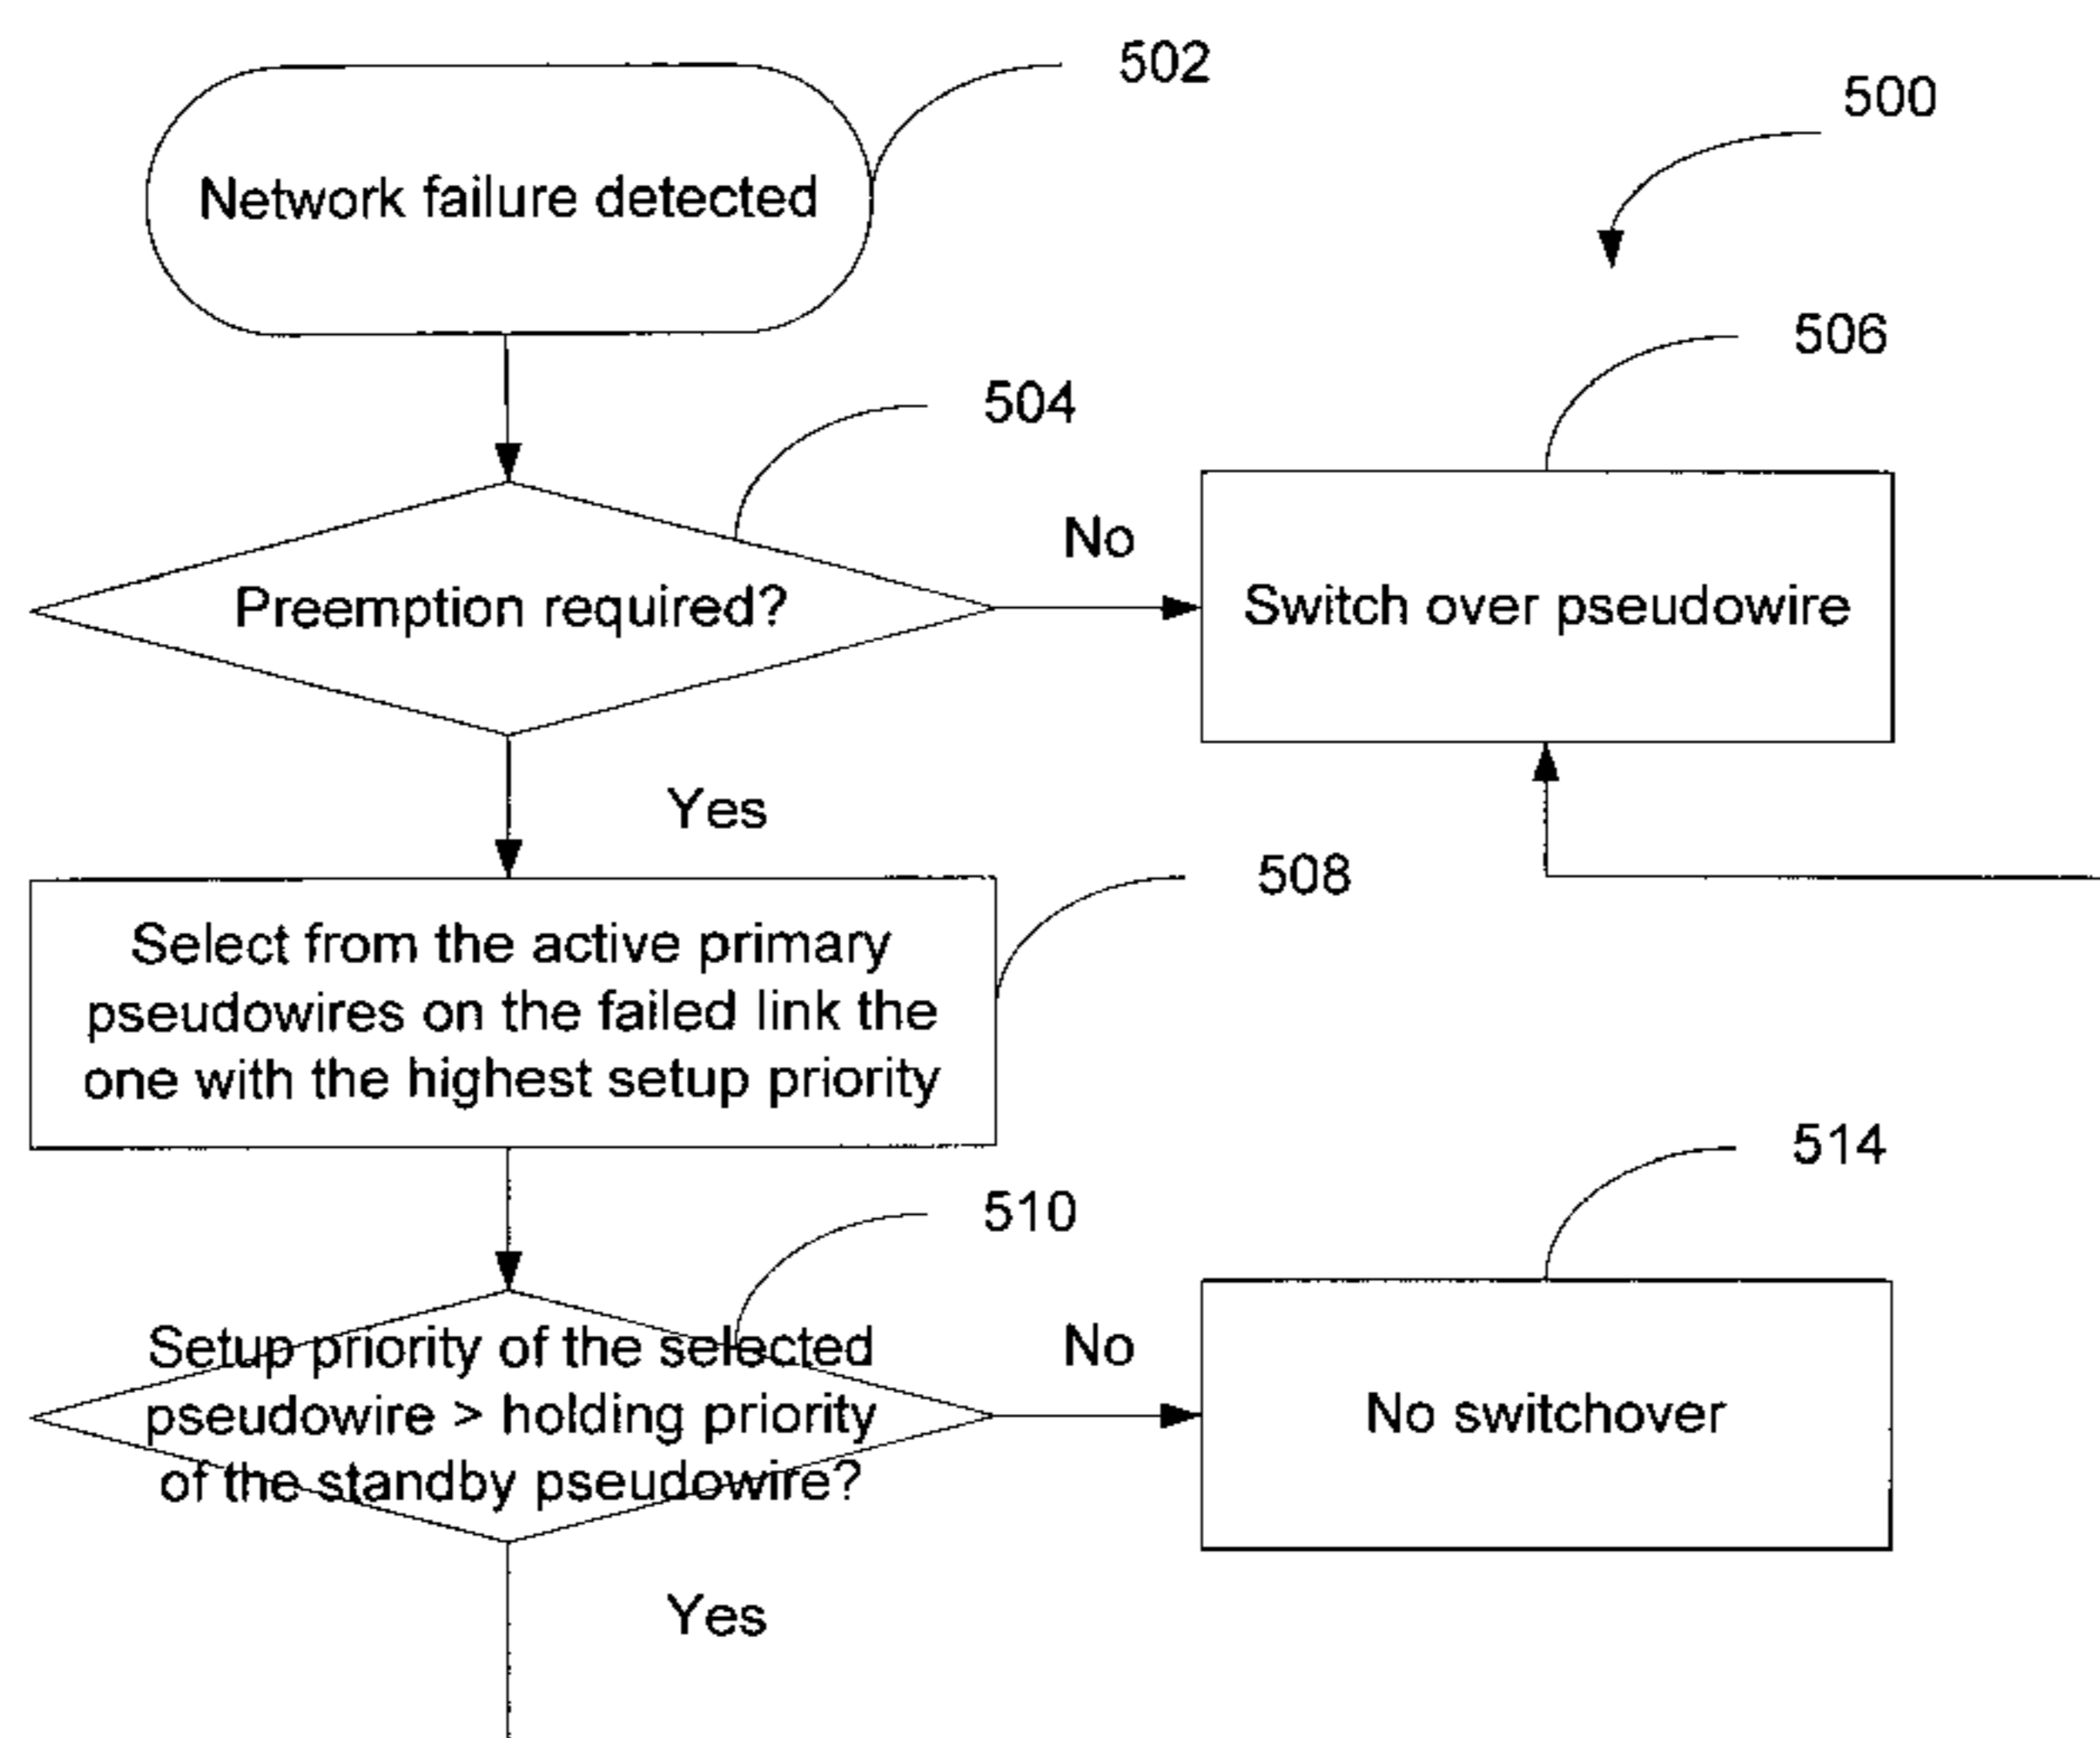 502
500
Network failure detected
506
504
No
Preemption required?
Switch over pseudowire
Yes
508
Select from the active primary
pseudowires on the failed link the
one with the highest setup priority
514
510
Setup priority of the selected
pseudowire > holding priority
of the standby pseudowire?
No
No switchover
Yes